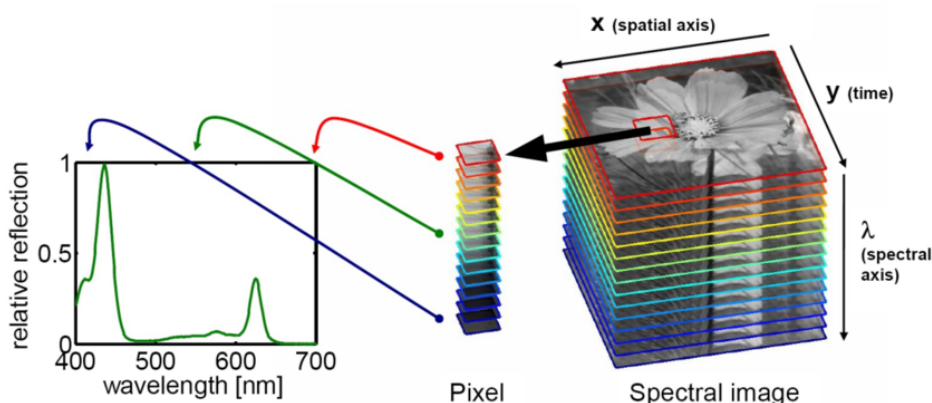 x (spatial axis)
y (time)
λ
(spectral
axis)
relative reflection
1
0.5
0
400 500 600 700
wavelength [nm]
Pixel
Spectral image